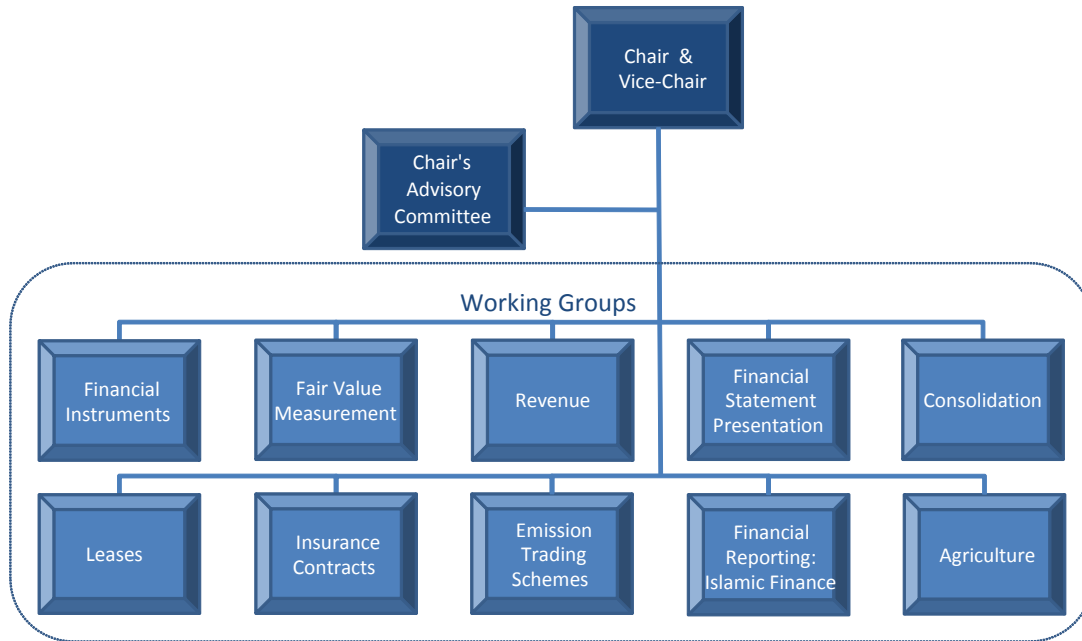 Chair &
Vice-Chair
Chair's
Advisory
Committee
Working Groups
Financial
Instruments
Fair Value
Measurement
Revenue
Financial
Statement
Presentation
Consolidation
Leases
Insurance
Contracts
Emission
Trading
Schemes
Financial
Reporting:
Islamic Finance
Agriculture